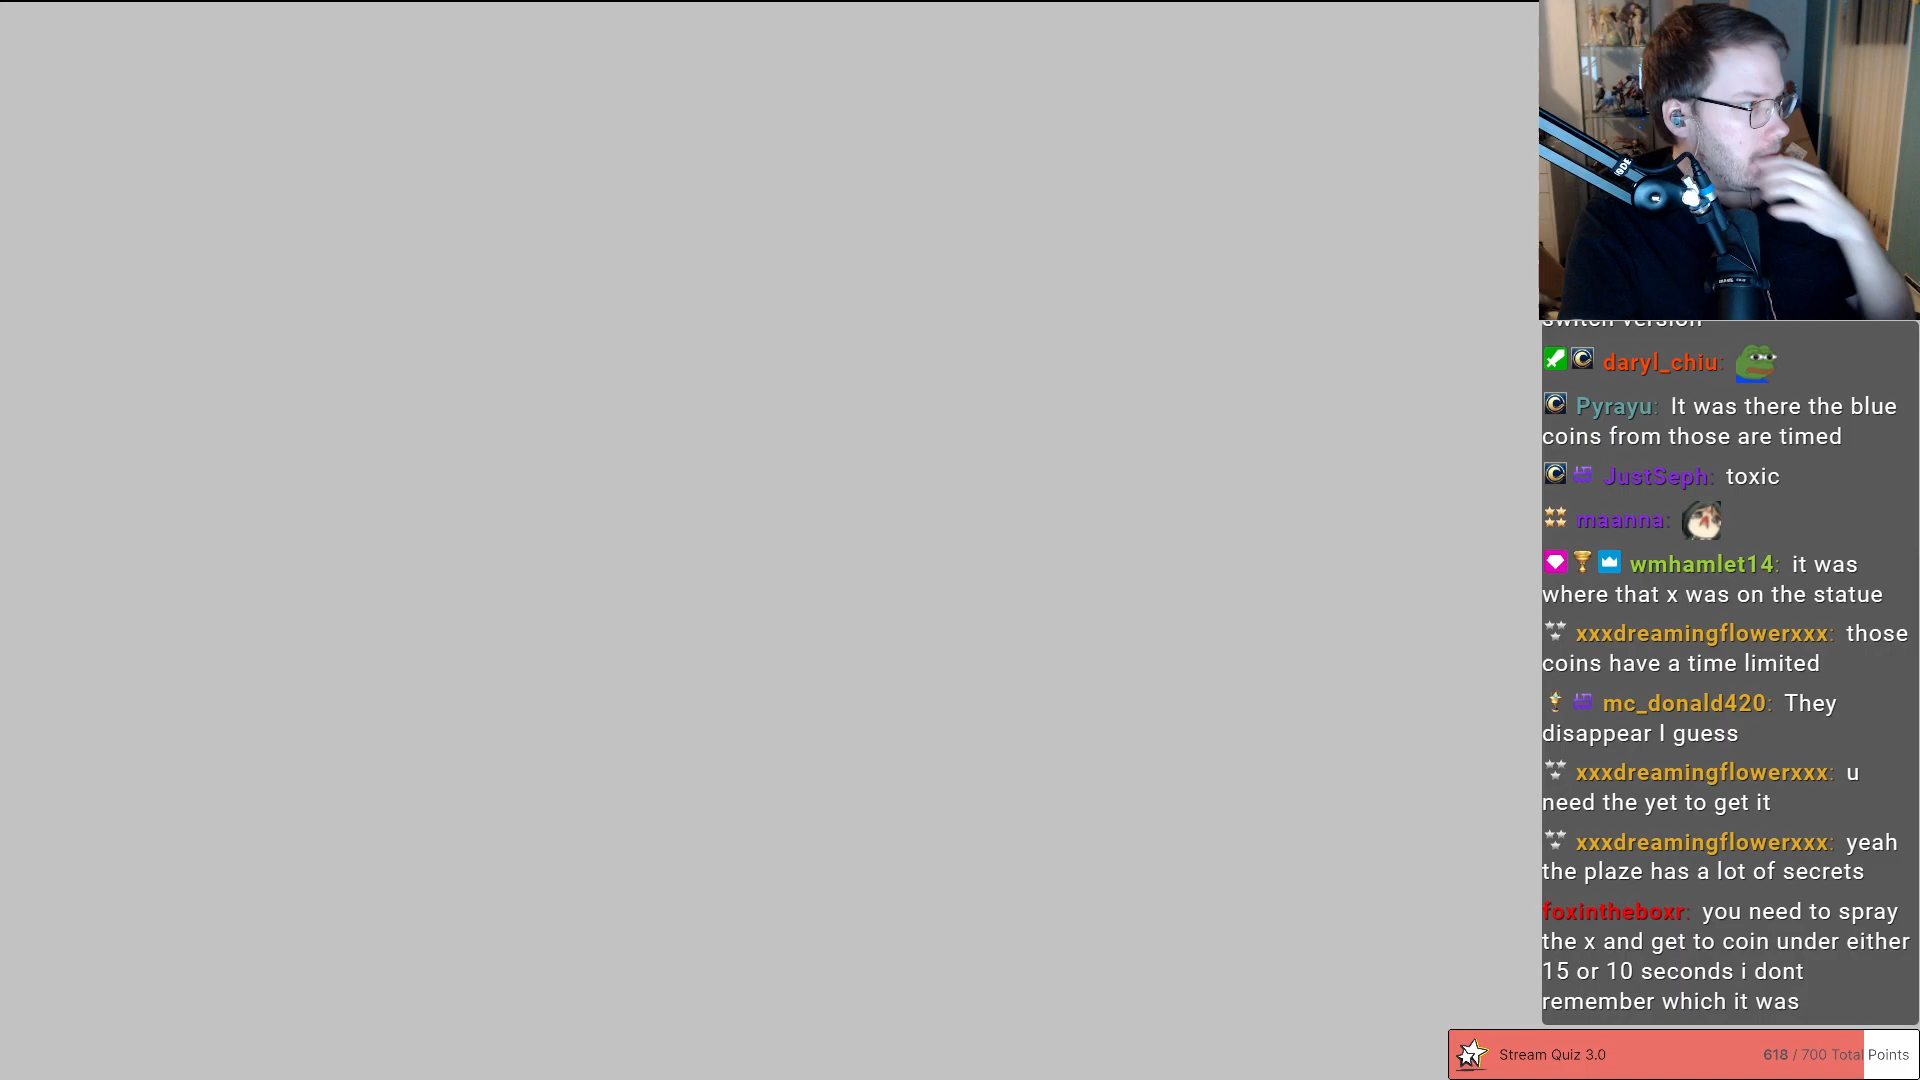 switch version
daryl_chiu:
Pyrayu: It was there the blue
coins from those are timed
JustSeph: toxic
maanna:
wmhamlet14: it was
where that x was on the statue
xxxdreamingflowerxxx: those
coins have a time limited
mc_donald420: They
disappear I guess
xxxdreamingflowerxxx: u
need the yet to get it
xxxdreamingflowerxxx: yeah
the plaze has a lot of secrets
foxintheboxr: you need to spray
the x and get to coin under either
15 or 10 seconds i dont
remember which it was
Stream Quiz 3.0
618 / 700 Total Points